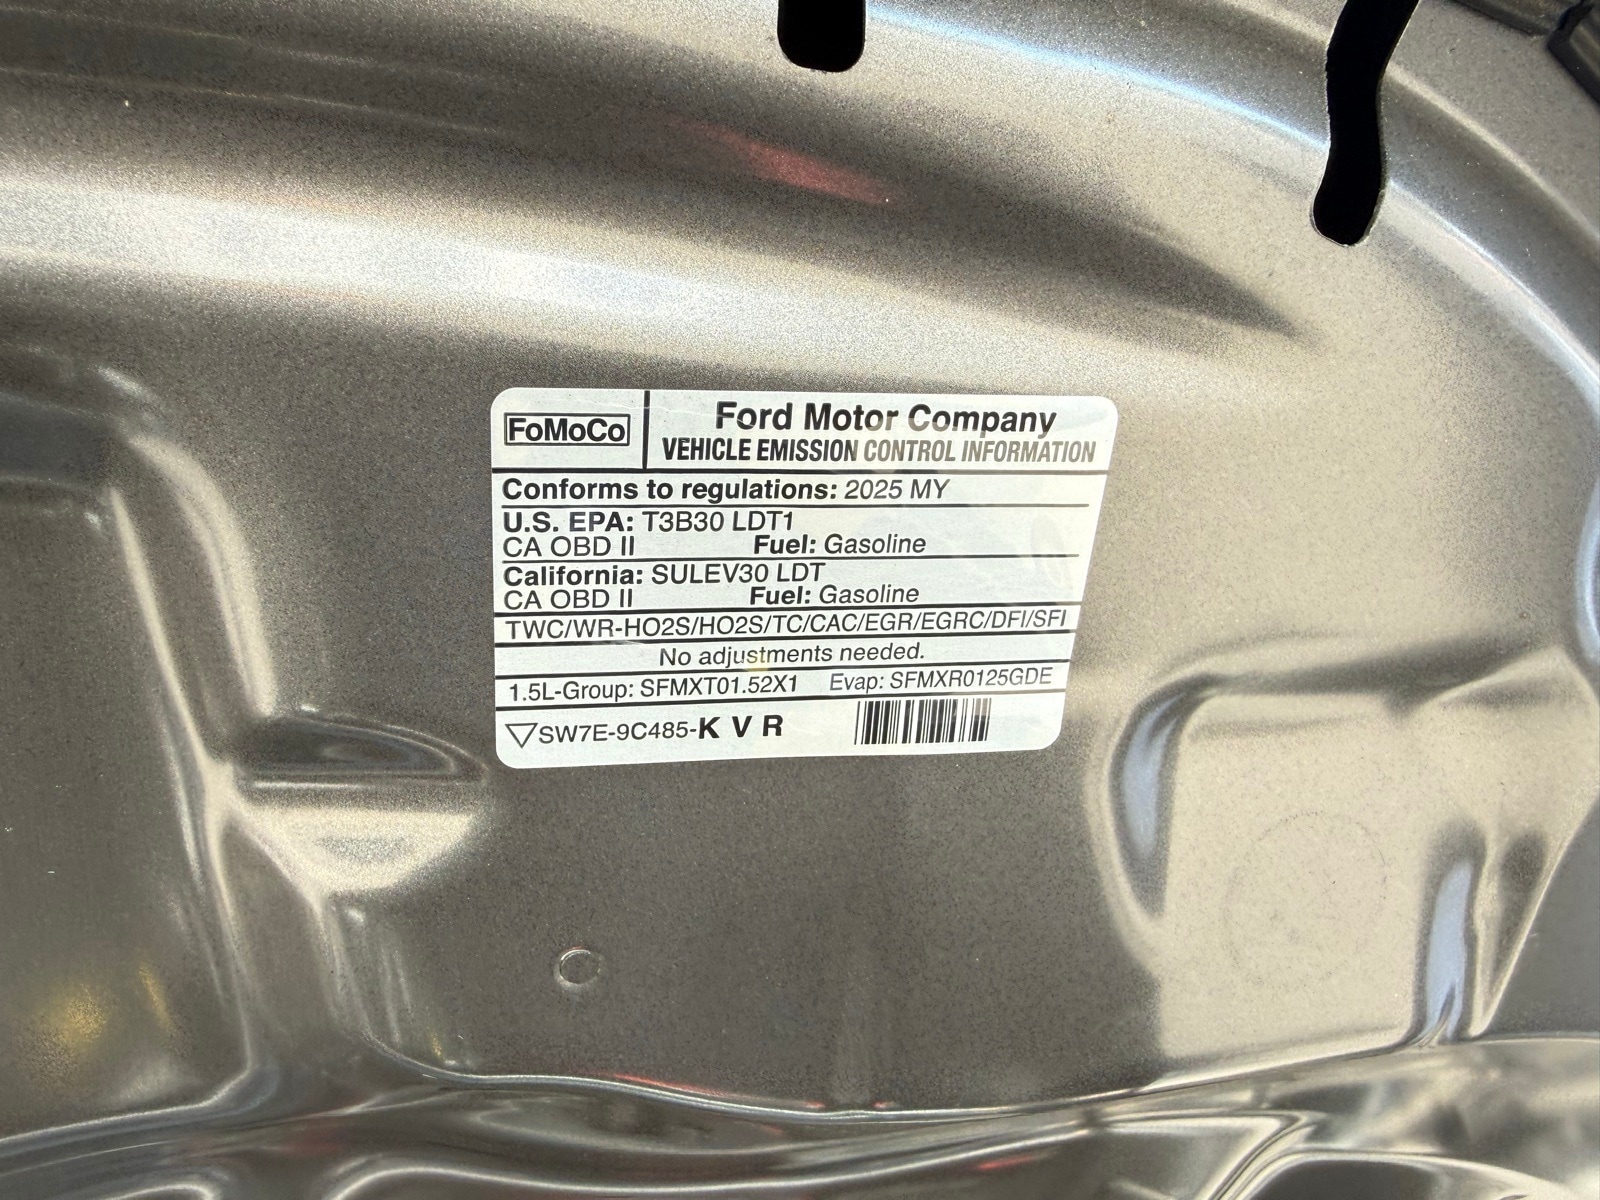 FoMoCo
Ford Motor Company
VEHICLE EMISSION CONTROL INFORMATION
Conforms to regulations: 2025 MY
U.S. EPA: T3B30 LDT1
CA OBD II Fuel: Gasoline
California: SULEV30 LDT
CA OBD II Fuel: Gasoline
TWC/WR-HO2S/HO2S/TC/CAC/EGR/EGRC/DFI/SFI
No adjustments needed.
1.5L-Group: SFMXT01.52X1 Evap: SFMXR0125GDE
SW7E-9C485-K V R